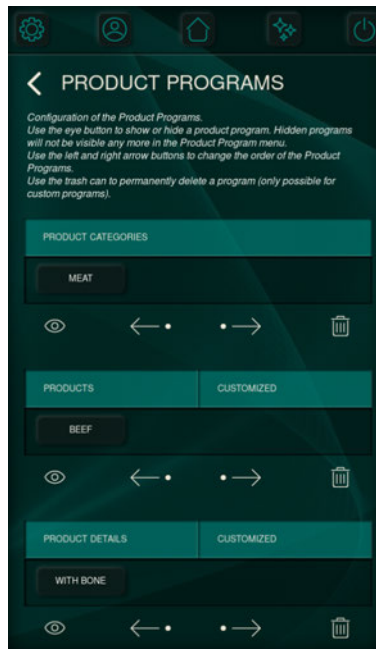 PRODUCT PROGRAMS
Configuration of the Product Programs.
Use the eye button to show or hide a product program. Hidden programs
will not be visible any more in the Product Program menu.
Use the left and right arrow buttons to change the order of the Product
Programs.
Use the trash can to permanently delete a program (only possible for
custom programs).
PRODUCT CATEGORIES
MEAT
PRODUCTS CUSTOMIZED
BEEF
PRODUCT DETAILS CUSTOMIZED
WITH BONE